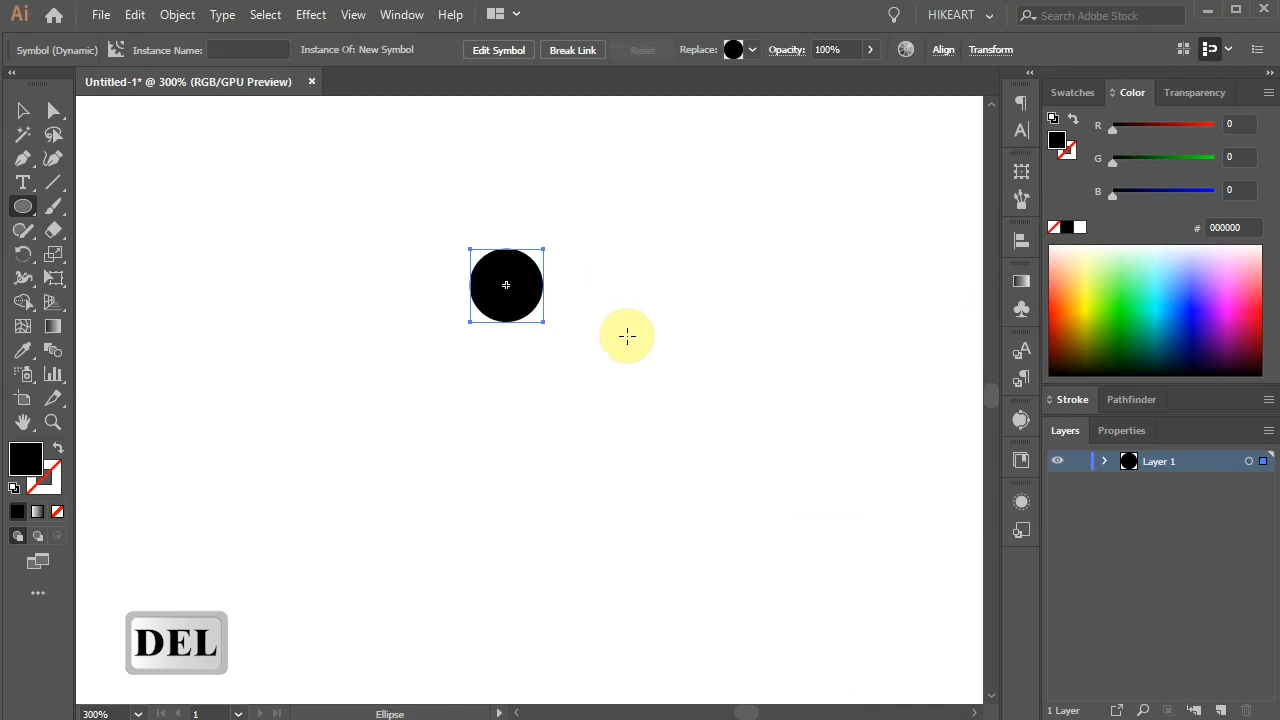 Ai File Edit Object Type Select Effect View Window Help HIKEART Search Adobe Stock
Symbol (Dynamic) Instance Name: Instance Of: New Symbol Edit Symbol Break Link Reset Replace: Opacity: 100% Align Transform
Untitled-1* @ 300% (RGB/GPU Preview)
Swatches Color Transparency
R 0
G 0
B 0
# 000000
Stroke Pathfinder
Layers Properties
Layer 1
DEL
1 Layer
300% 1 Ellipse